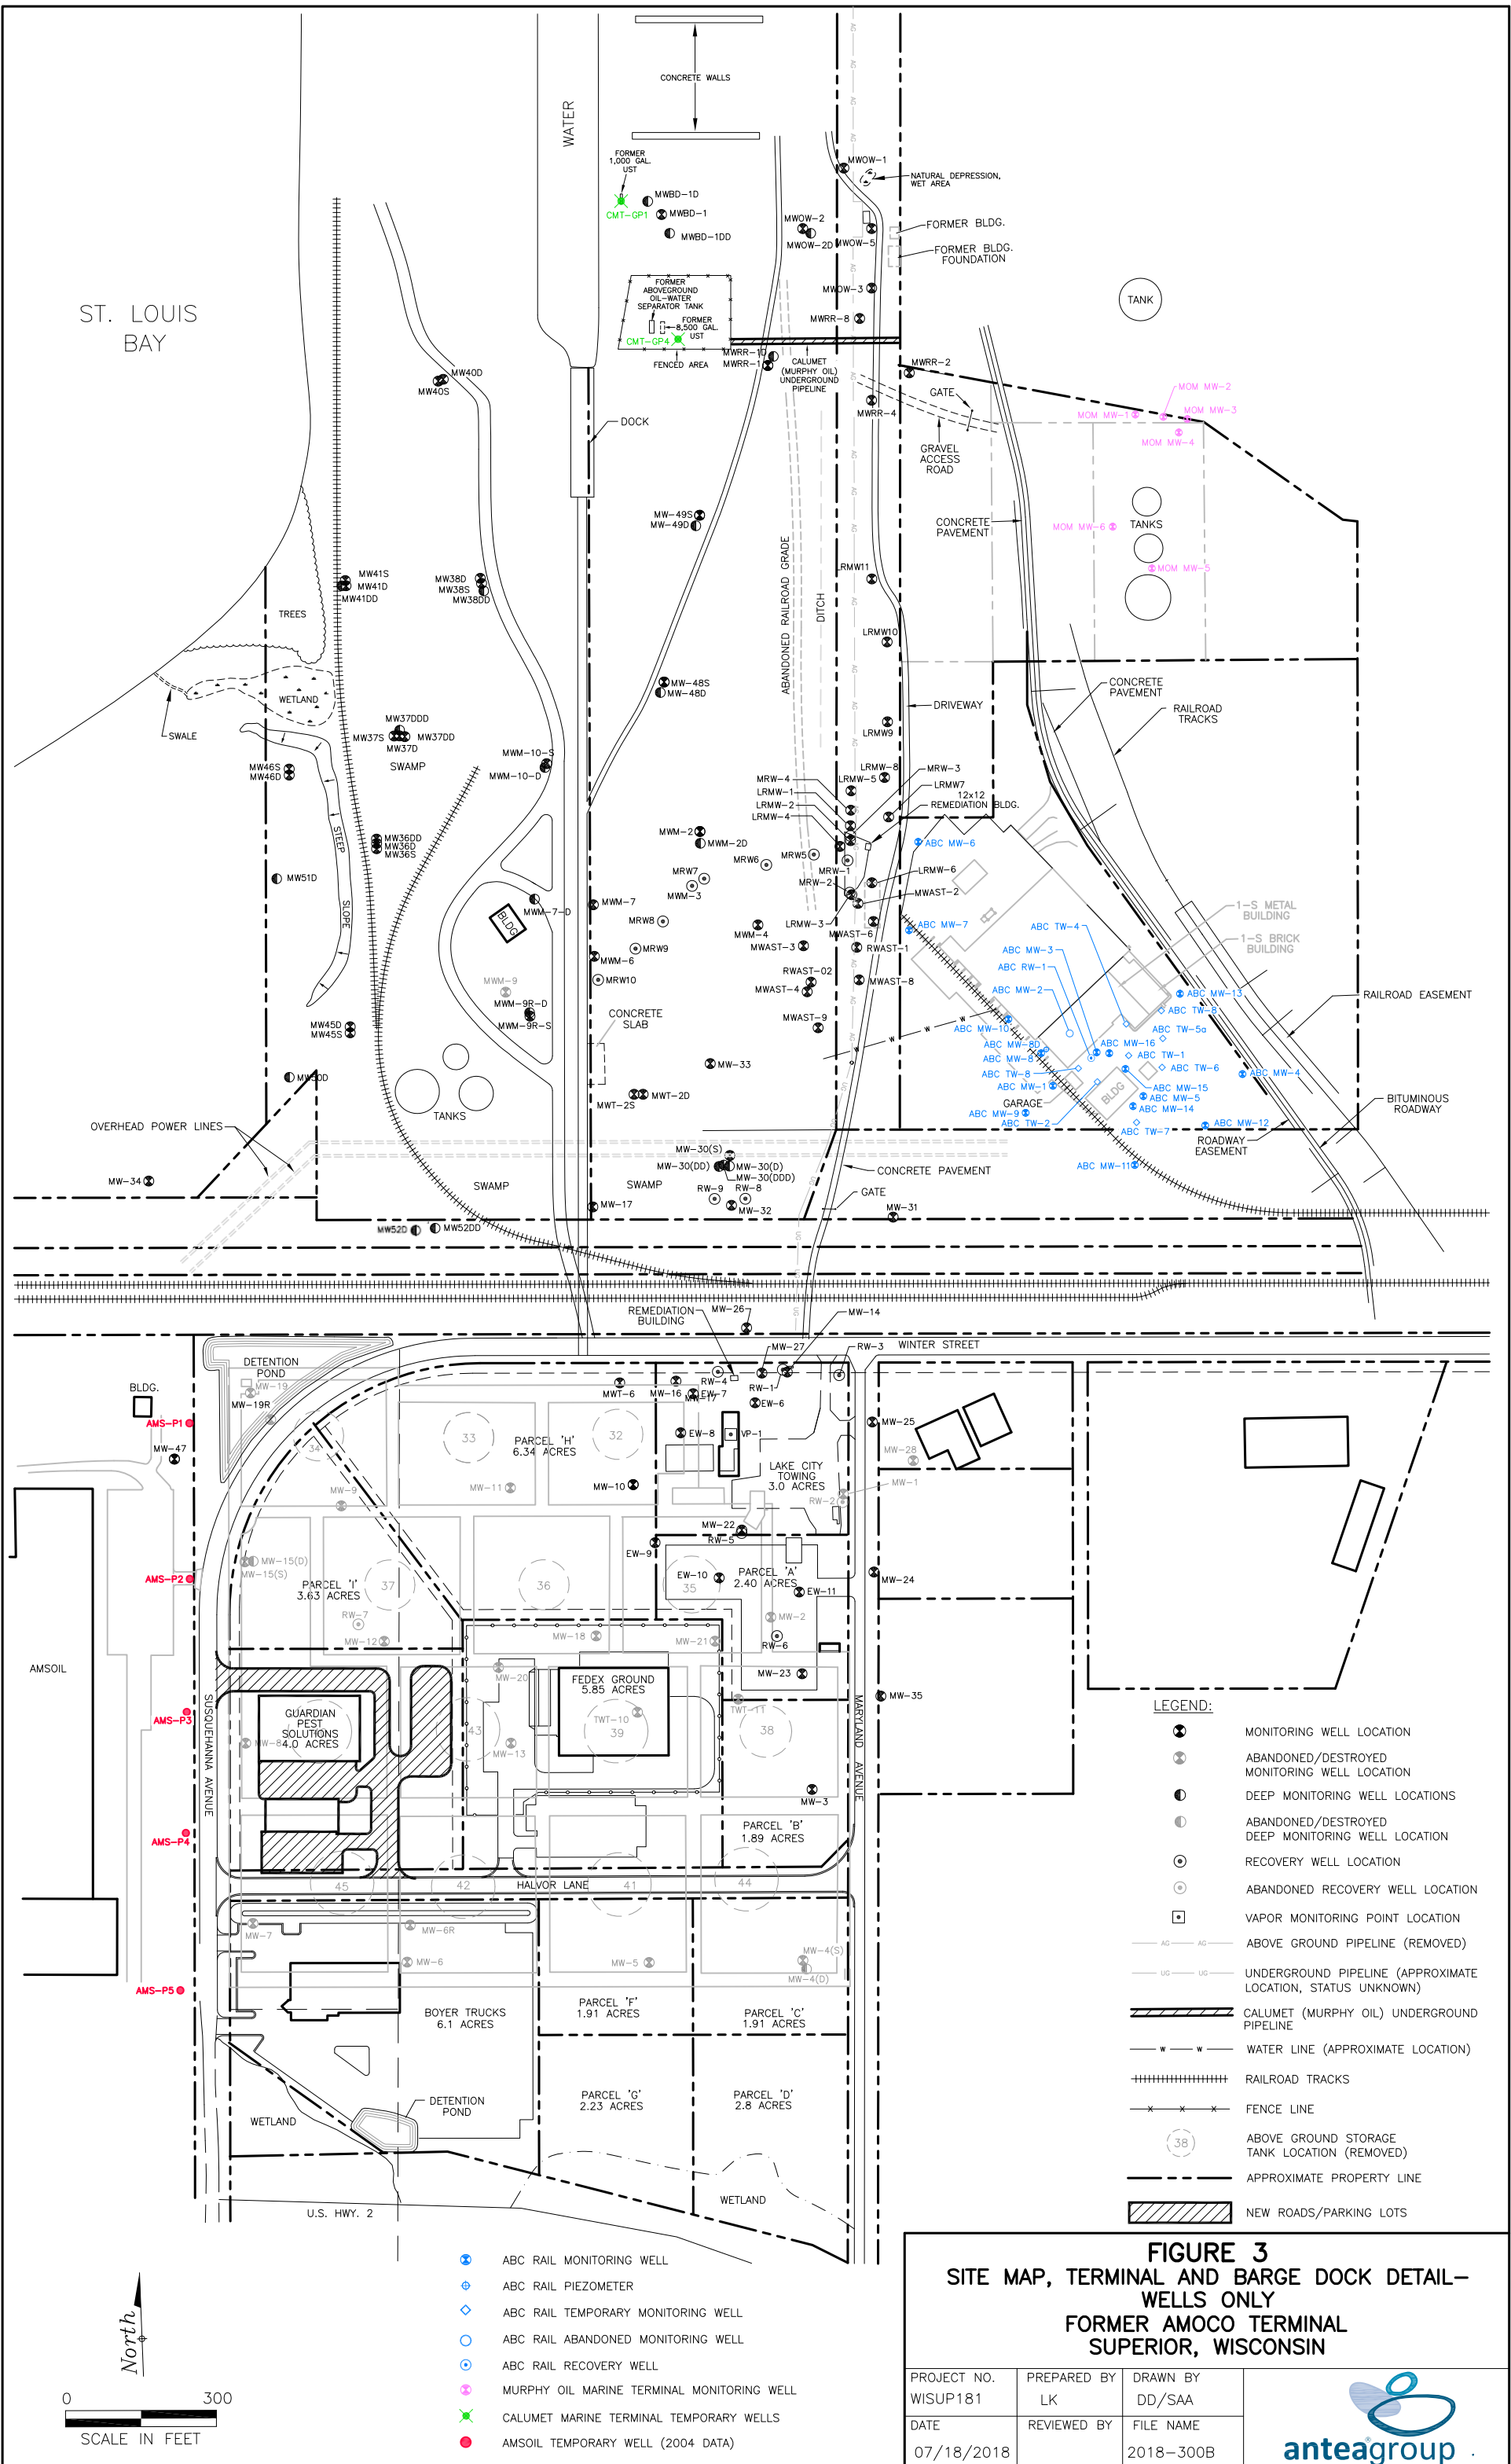 CONCRETE WALLS
WATER
FORMER
1,000 GAL.
UST
MWBD-1D
CMT-GP1
MWBD-1
MWBD-1DD
MWOW-1
NATURAL DEPRESSION,
WET AREA
MWOW-2
MWOW-2D
MWOW-5
FORMER BLDG.
FORMER BLDG.
FOUNDATION
ST. LOUIS
BAY
FORMER
ABOVEGROUND
OIL-WATER
SEPARATOR TANK
FORMER
8,500 GAL.
UST
CMT-GP4
FENCED AREA
MWOW-3
MWRR-8
TANK
MWRR-1D
MWRR-1
CALUMET
(MURPHY OIL)
UNDERGROUND
PIPELINE
MWRR-2
MW40D
MW40S
GATE
MWRR-4
MOM MW-2
MOM MW-1
MOM MW-3
MOM MW-4
DOCK
GRAVEL
ACCESS
ROAD
MW-49S
MW-49D
CONCRETE
PAVEMENT
MOM MW-6
TANKS
MOM MW-5
ABANDONED RAILROAD GRADE
DITCH
LRMW11
MW41S
MW41D
MW41DD
MW38D
MW38S
MW38DD
TREES
LRMW10
WETLAND
SWALE
MW-48S
MW-48D
CONCRETE
PAVEMENT
RAILROAD
TRACKS
DRIVEWAY
MW37DDD
MW37S
MW37DD
MW37D
LRMW9
SWAMP
MWM-10-S
MWM-10-D
MW46S
MW46D
MRW-4
LRMW-8
LRMW-5
MRW-3
LRMW-1
LRMW7
LRMW-2
12x12
REMEDIATION BLDG.
LRMW-4
STEEP
SLOPE
MW36DD
MW36D
MW36S
MWM-2
MWM-2D
ABC MW-6
MRW5
MRW6
MRW-1
MRW7
MWM-3
MRW-2
LRMW-6
MWAST-2
MW51D
MWM-7-D
MWM-7
BLDG
MRW8
MWM-4
LRMW-3
MWAST-6
ABC MW-7
1-S METAL
BUILDING
ABC TW-4
1-S BRICK
BUILDING
MWAST-3
RWAST-1
MRW9
MWM-6
ABC MW-3
ABC RW-1
MWM-9
MRW10
RWAST-02
MWAST-8
MWAST-4
ABC MW-2
ABC MW-13
RAILROAD EASEMENT
MWM-9R-D
MWM-9R-S
CONCRETE
SLAB
MW45D
MW45S
MWAST-9
ABC MW-10
ABC TW-8
ABC TW-5a
ABC MW-8D
ABC MW-16
ABC MW-8
ABC TW-1
MW-33
ABC TW-8
ABC TW-6
ABC MW-4
MW50D
ABC MW-1
ABC MW-15
MWT-2S
MWT-2D
GARAGE
BLDG
ABC MW-5
ABC MW-14
BITUMINOUS
ROADWAY
TANKS
ABC MW-9
ABC TW-2
ABC TW-7
ABC MW-12
OVERHEAD POWER LINES
ROADWAY
EASEMENT
MW-30(S)
MW-30(DD)
MW-30(D)
MW-30(DDD)
CONCRETE PAVEMENT
ABC MW-11
MW-34
SWAMP
SWAMP
RW-9
RW-8
GATE
MW-17
MW-32
MW-31
MW52D
MW52DD
REMEDIATION
BUILDING
MW-26
MW-14
MW-27
RW-3
WINTER STREET
DETENTION
POND
MW-19
BLDG.
MW-19R
RW-4
RW-1
MWT-6
MW-16
EW-7
MW-17
EW-6
AMS-P1
MW-47
34
33
32
PARCEL 'H'
6.34 ACRES
EW-8
VP-1
MW-25
MW-28
LAKE CITY
TOWING
3.0 ACRES
MW-9
MW-11
MW-10
MW-1
RW-2
MW-22
RW-5
EW-9
MW-15(D)
MW-15(S)
AMS-P2
PARCEL 'I'
3.63 ACRES
37
36
35
EW-10
PARCEL 'A'
2.40 ACRES
EW-11
MW-24
RW-7
MW-12
MW-18
MW-21
MW-2
RW-6
AMSOIL
MW-20
FEDEX GROUND
5.85 ACRES
MW-23
SUSQUEHANNA AVENUE
MARYLAND AVENUE
MW-35
AMS-P3
GUARDIAN
PEST
SOLUTIONS
4.0 ACRES
MW-8
43
MW-13
TWT-10
39
TWT-11
38
MW-3
AMS-P4
PARCEL 'B'
1.89 ACRES
45
42
HALVOR LANE
41
44
MW-7
MW-6R
MW-6
MW-5
MW-4(S)
MW-4(D)
AMS-P5
BOYER TRUCKS
6.1 ACRES
PARCEL 'F'
1.91 ACRES
PARCEL 'C'
1.91 ACRES
WETLAND
DETENTION
POND
PARCEL 'G'
2.23 ACRES
PARCEL 'D'
2.8 ACRES
WETLAND
U.S. HWY. 2
LEGEND:
MONITORING WELL LOCATION
ABANDONED/DESTROYED
MONITORING WELL LOCATION
DEEP MONITORING WELL LOCATIONS
ABANDONED/DESTROYED
DEEP MONITORING WELL LOCATION
RECOVERY WELL LOCATION
ABANDONED RECOVERY WELL LOCATION
VAPOR MONITORING POINT LOCATION
AG AG ABOVE GROUND PIPELINE (REMOVED)
UG UG UNDERGROUND PIPELINE (APPROXIMATE
LOCATION, STATUS UNKNOWN)
CALUMET (MURPHY OIL) UNDERGROUND
PIPELINE
W W WATER LINE (APPROXIMATE LOCATION)
RAILROAD TRACKS
FENCE LINE
38 ABOVE GROUND STORAGE
TANK LOCATION (REMOVED)
APPROXIMATE PROPERTY LINE
NEW ROADS/PARKING LOTS
ABC RAIL MONITORING WELL
ABC RAIL PIEZOMETER
ABC RAIL TEMPORARY MONITORING WELL
ABC RAIL ABANDONED MONITORING WELL
ABC RAIL RECOVERY WELL
MURPHY OIL MARINE TERMINAL MONITORING WELL
CALUMET MARINE TERMINAL TEMPORARY WELLS
AMSOIL TEMPORARY WELL (2004 DATA)
North
0 300
SCALE IN FEET
FIGURE 3
SITE MAP, TERMINAL AND BARGE DOCK DETAIL-
WELLS ONLY
FORMER AMOCO TERMINAL
SUPERIOR, WISCONSIN
PROJECT NO.
WISUP181
PREPARED BY
LK
DRAWN BY
DD/SAA
DATE
07/18/2018
REVIEWED BY
FILE NAME
2018-300B
anteagroup